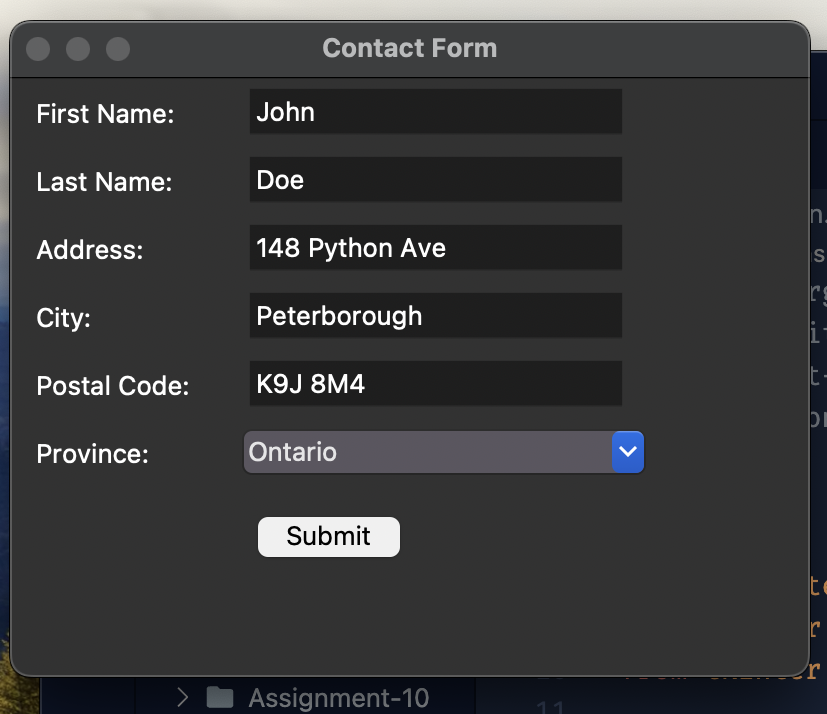 Contact Form
First Name: John
Last Name: Doe
Address: 148 Python Ave
City: Peterborough
Postal Code: K9J 8M4
Province: Ontario
Submit
Assignment-10
11